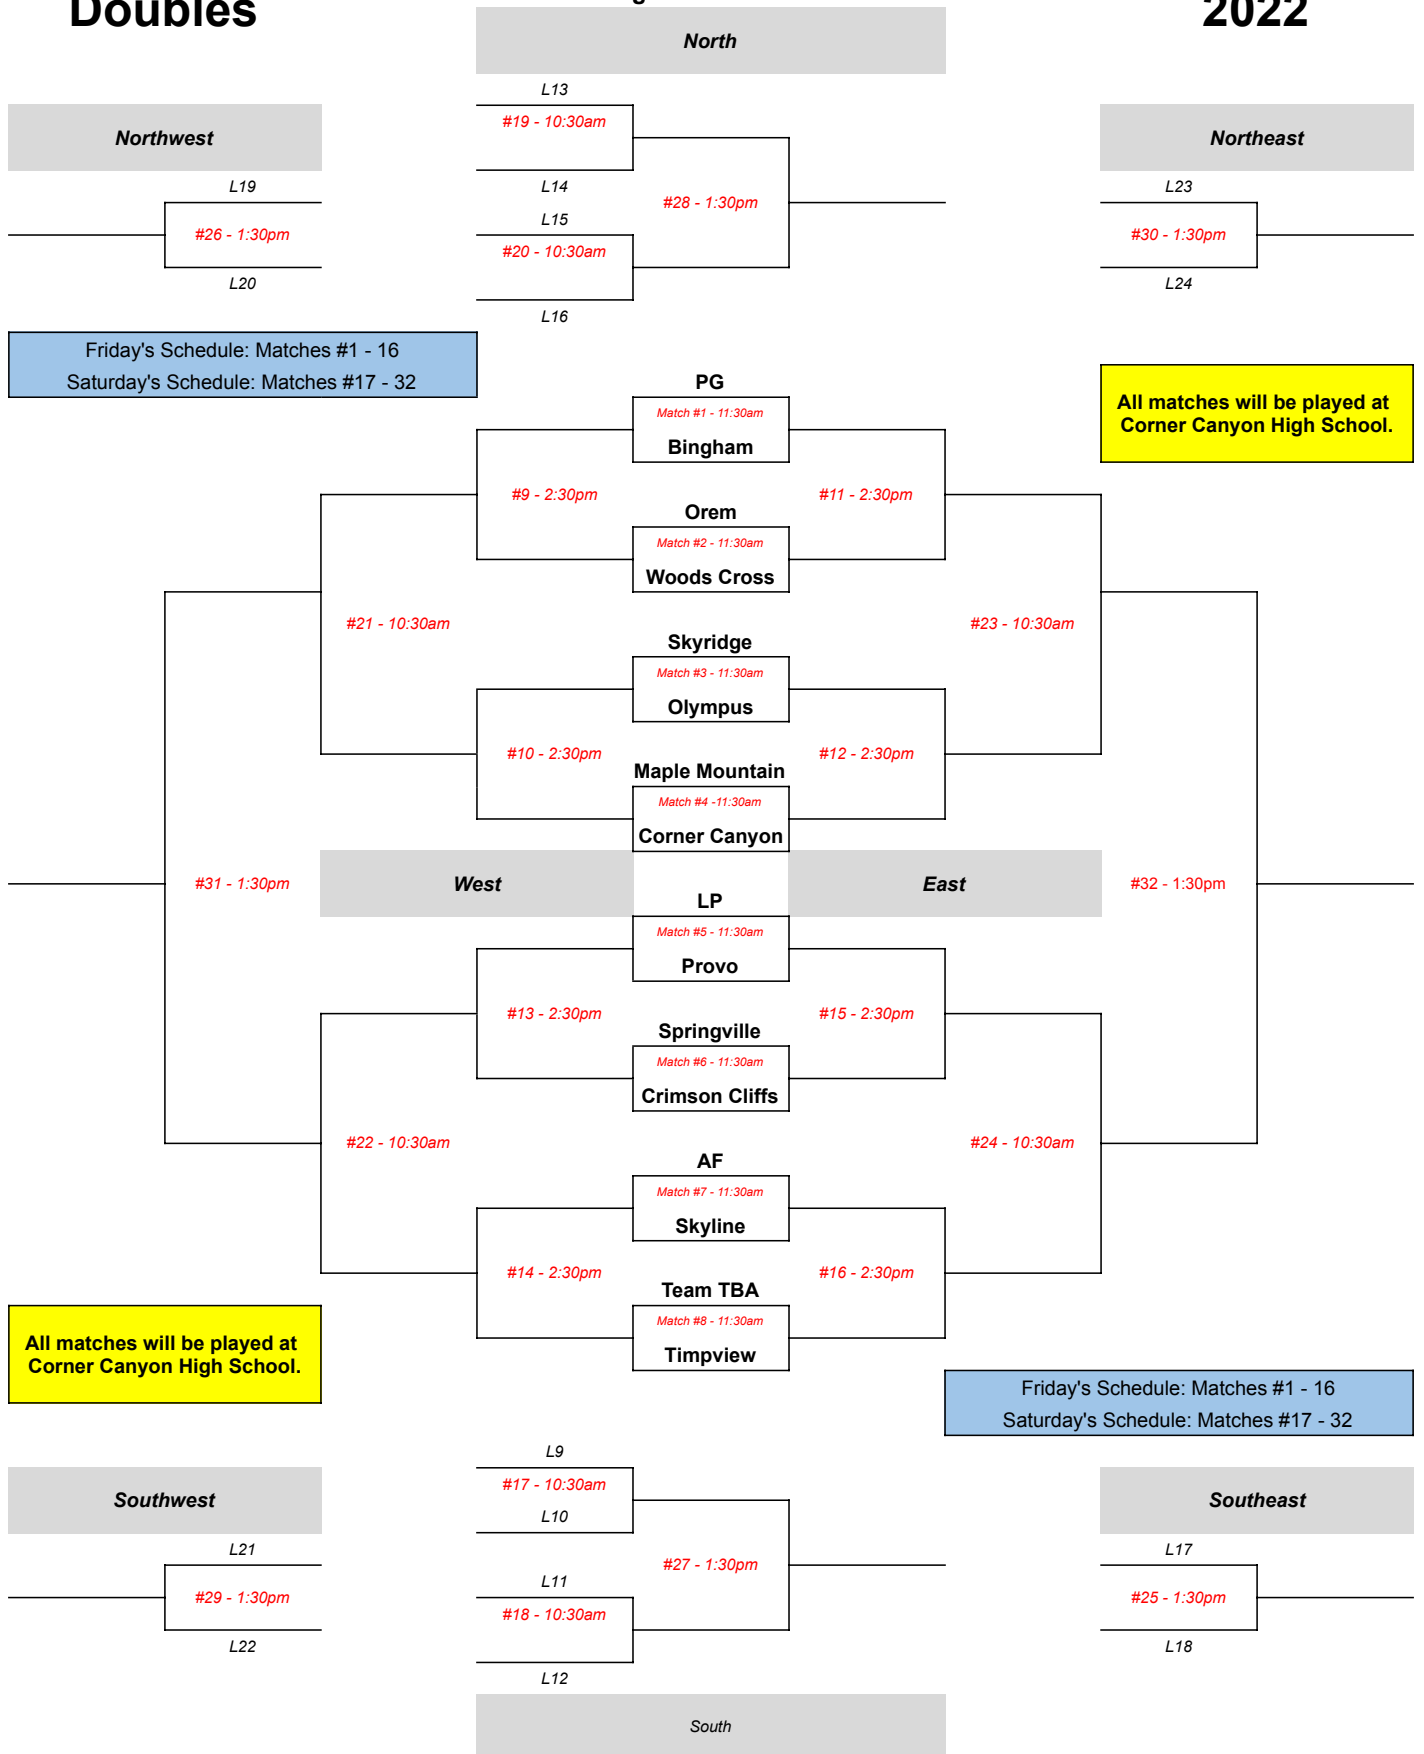 Doubles
2022
North
L13
#19 - 10:30am
Northwest
Northeast
L19
L14
L23
#28 - 1:30pm
L15
#26 - 1:30pm
#20 - 10:30am
#30 - 1:30pm
L20
L24
L16
Friday's Schedule: Matches #1 - 16
Saturday's Schedule: Matches #17 - 32
PG
All matches will be played at
Corner Canyon High School.
Match #1 - 11:30am
Bingham
#9 - 2:30pm
#11 - 2:30pm
Orem
Match #2 - 11:30am
Woods Cross
#21 - 10:30am
#23 - 10:30am
Skyridge
Match #3 - 11:30am
Olympus
#10 - 2:30pm
#12 - 2:30pm
Maple Mountain
Match #4 -11:30am
Corner Canyon
#31 - 1:30pm
West
East
#32 - 1:30pm
LP
Match #5 - 11:30am
Provo
#13 - 2:30pm
#15 - 2:30pm
Springville
Match #6 - 11:30am
Crimson Cliffs
#22 - 10:30am
#24 - 10:30am
AF
Match #7 - 11:30am
Skyline
#14 - 2:30pm
#16 - 2:30pm
Team TBA
Match #8 - 11:30am
Timpview
All matches will be played at
Corner Canyon High School.
Friday's Schedule: Matches #1 - 16
Saturday's Schedule: Matches #17 - 32
L9
#17 - 10:30am
Southwest
L10
Southeast
L21
L17
#27 - 1:30pm
L11
#29 - 1:30pm
#18 - 10:30am
#25 - 1:30pm
L22
L18
L12
South